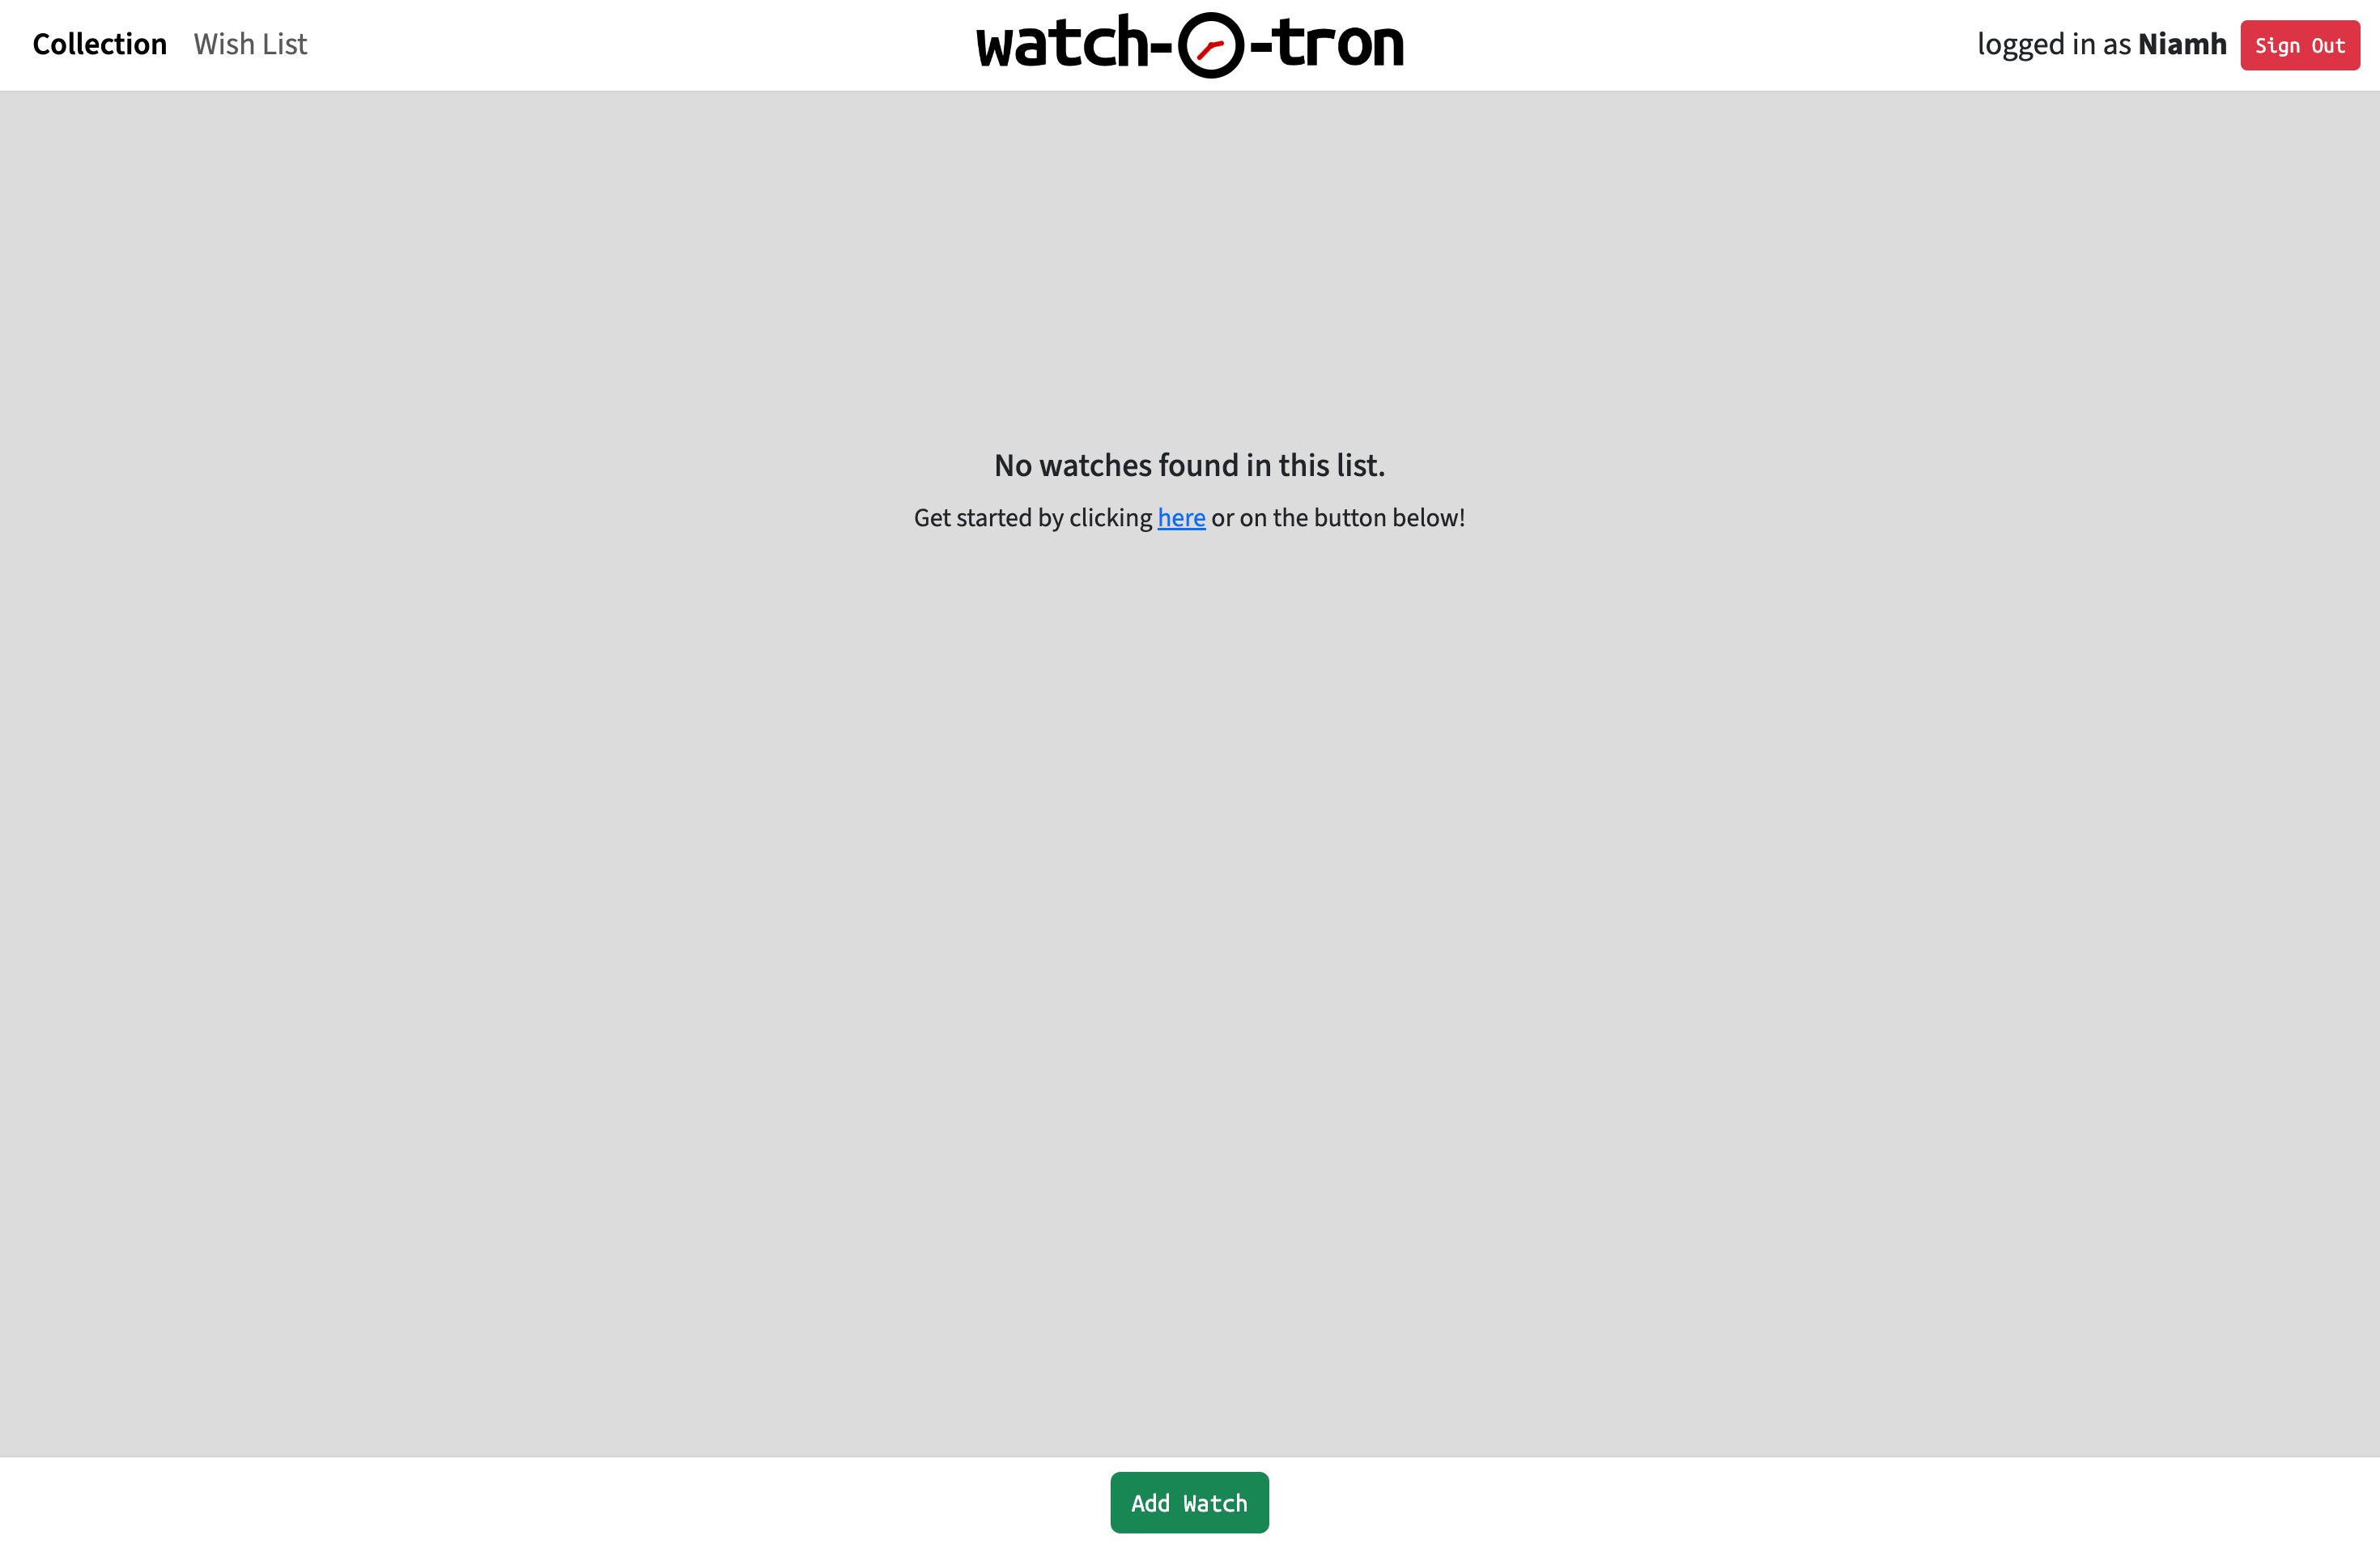 Collection Wish List watch-O-tron logged in as Niamh Sign Out
No watches found in this list.
Get started by clicking here or on the button below!
Add Watch